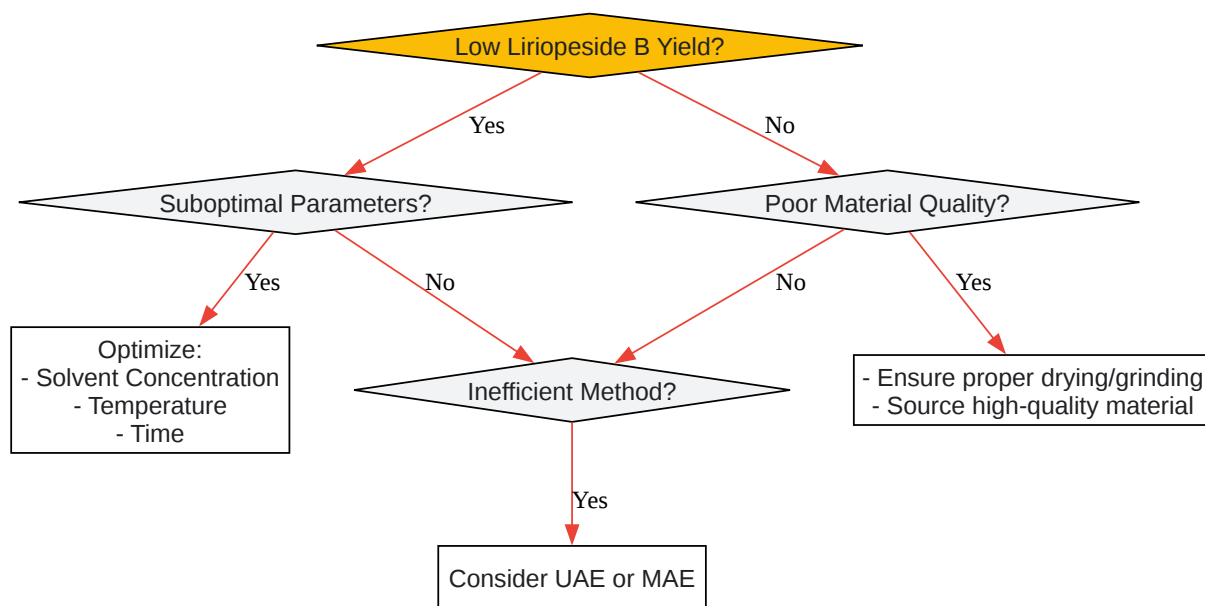 Low Liriopeside B Yield?
Yes
No
Suboptimal Parameters?
Poor Material Quality?
Yes
No
No
Yes
Optimize:
- Solvent Concentration
- Temperature
- Time
Inefficient Method?
- Ensure proper drying/grinding
- Source high-quality material
Yes
Consider UAE or MAE